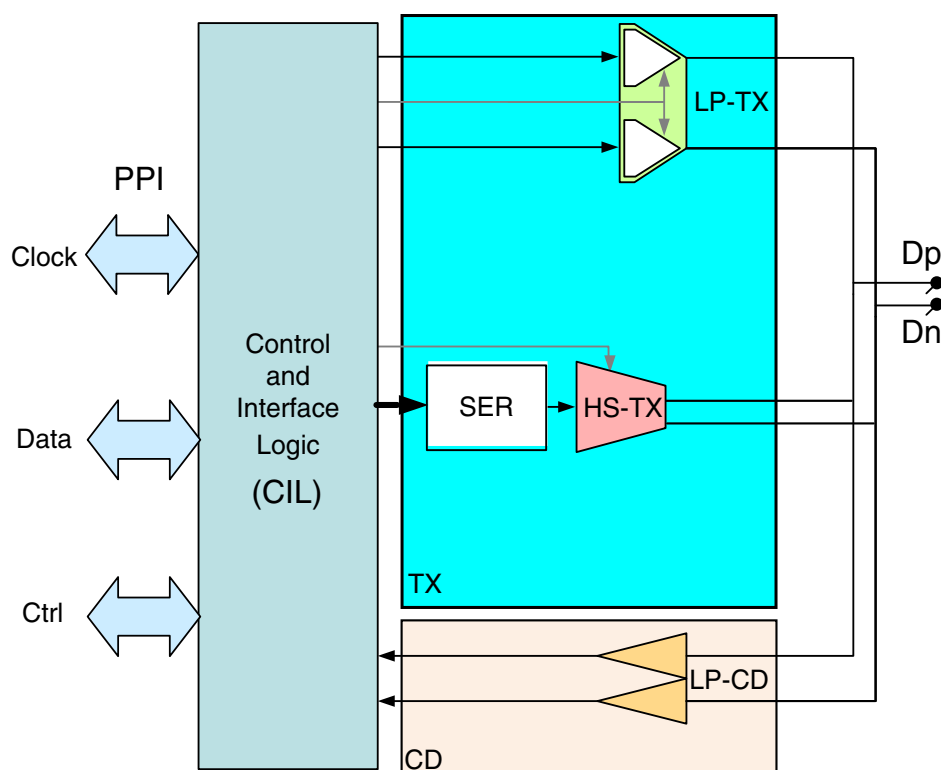 PPI
Clock
Data
Ctrl
Control
and
Interface
Logic
(CIL)
LP-TX
SER
HS-TX
TX
Dp
Dn
LP-CD
CD